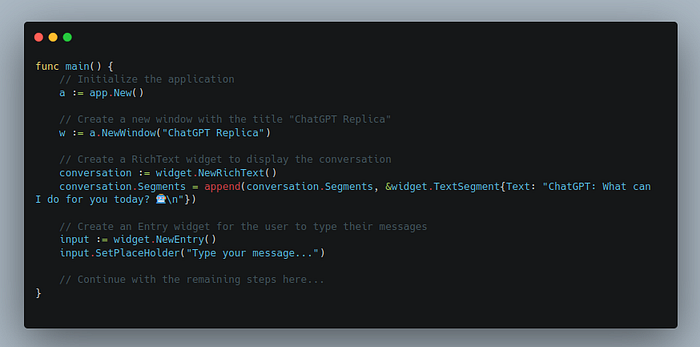 func main() {
    // Initialize the application
    a := app.New()

    // Create a new window with the title "ChatGPT Replica"
    w := a.NewWindow("ChatGPT Replica")

    // Create a RichText widget to display the conversation
    conversation := widget.NewRichText()
    conversation.Segments = append(conversation.Segments, &widget.TextSegment{Text: "ChatGPT: What can
I do for you today? \n"})

    // Create an Entry widget for the user to type their messages
    input := widget.NewEntry()
    input.SetPlaceHolder("Type your message...")

    // Continue with the remaining steps here...
}